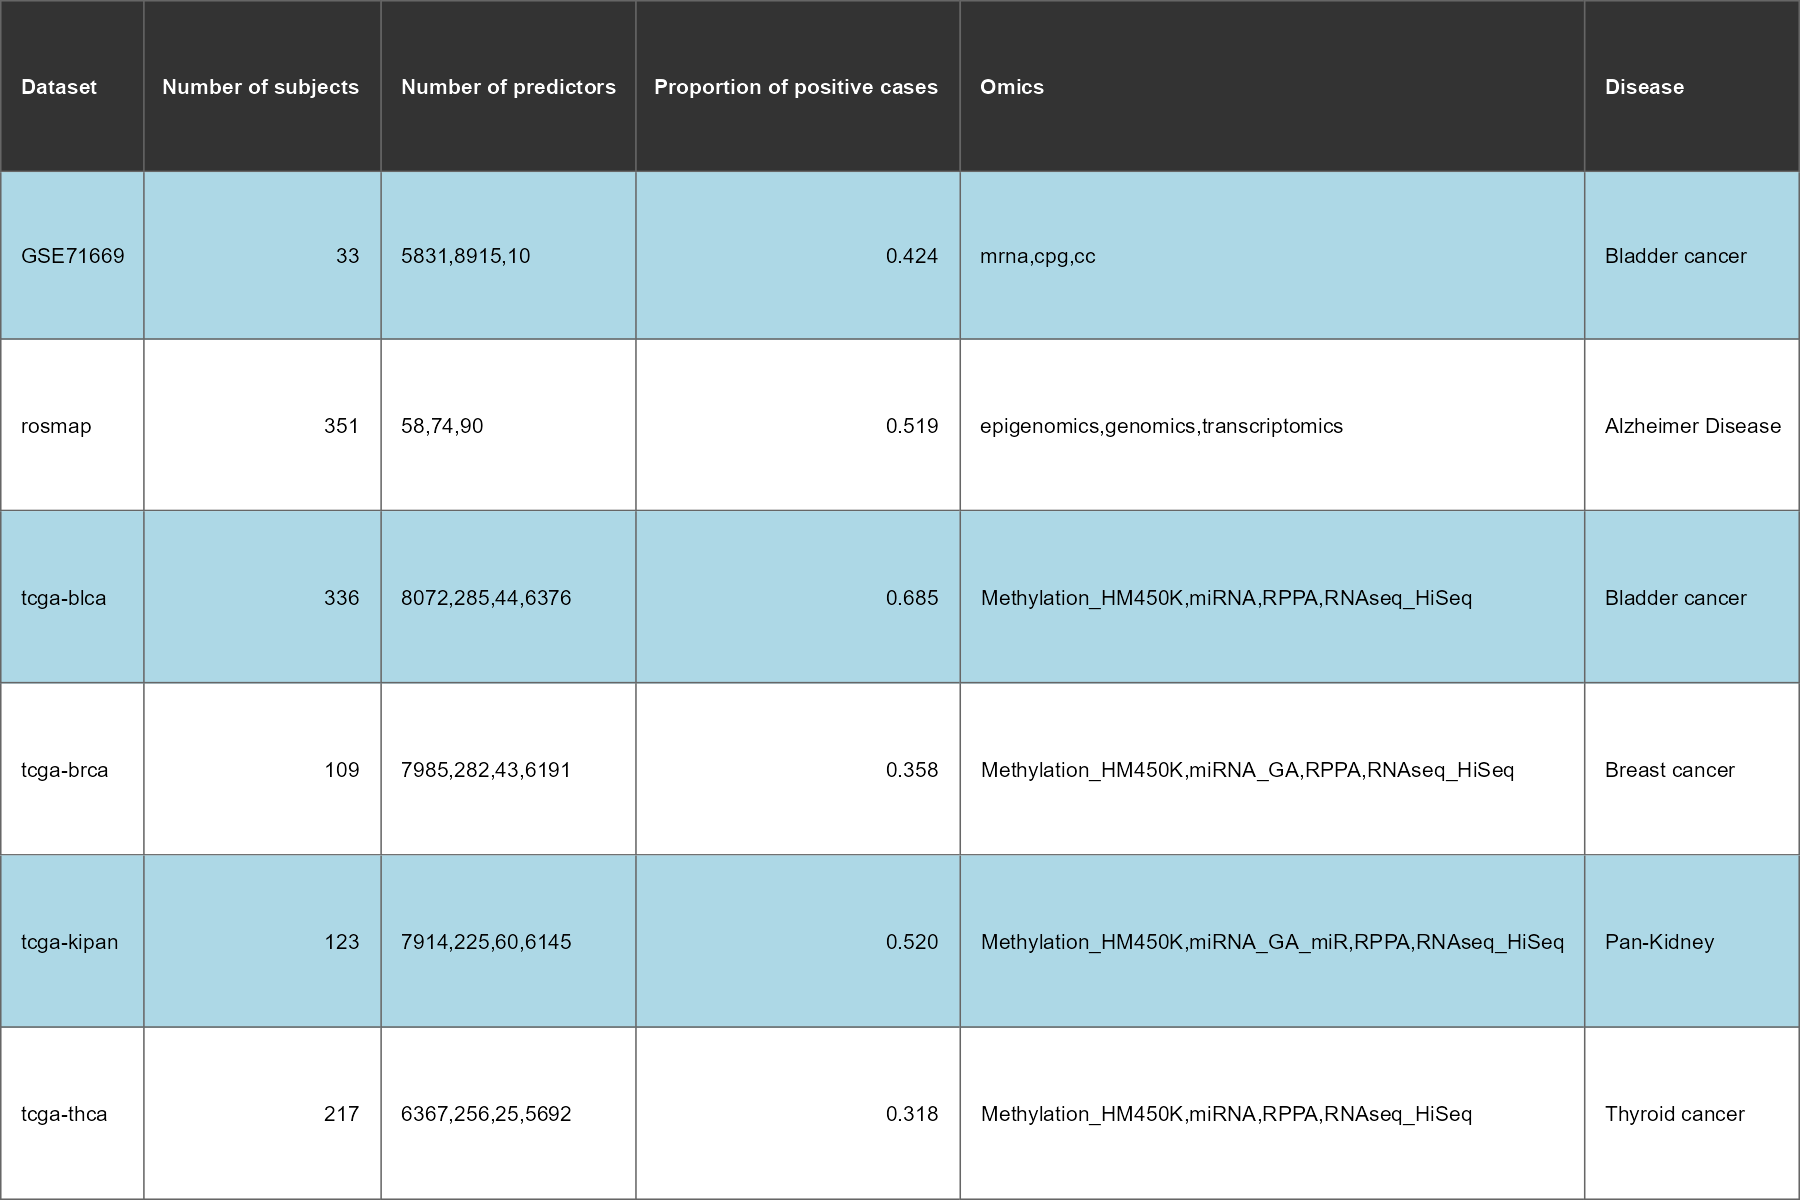 Dataset Number of subjects Number of predictors Proportion of positive cases Omics Disease
GSE71669 33 5831,8915,10 0.424 mrna,cpg,cc Bladder cancer
rosmap 351 58,74,90 0.519 epigenomics,genomics,transcriptomics Alzheimer Disease
tcga-blca 336 8072,285,44,6376 0.685 Methylation_HM450K,miRNA,RPPA,RNAseq_HiSeq Bladder cancer
tcga-brca 109 7985,282,43,6191 0.358 Methylation_HM450K,miRNA_GA,RPPA,RNAseq_HiSeq Breast cancer
tcga-kipan 123 7914,225,60,6145 0.520 Methylation_HM450K,miRNA_GA_miR,RPPA,RNAseq_HiSeq Pan-Kidney
tcga-thca 217 6367,256,25,5692 0.318 Methylation_HM450K,miRNA,RPPA,RNAseq_HiSeq Thyroid cancer